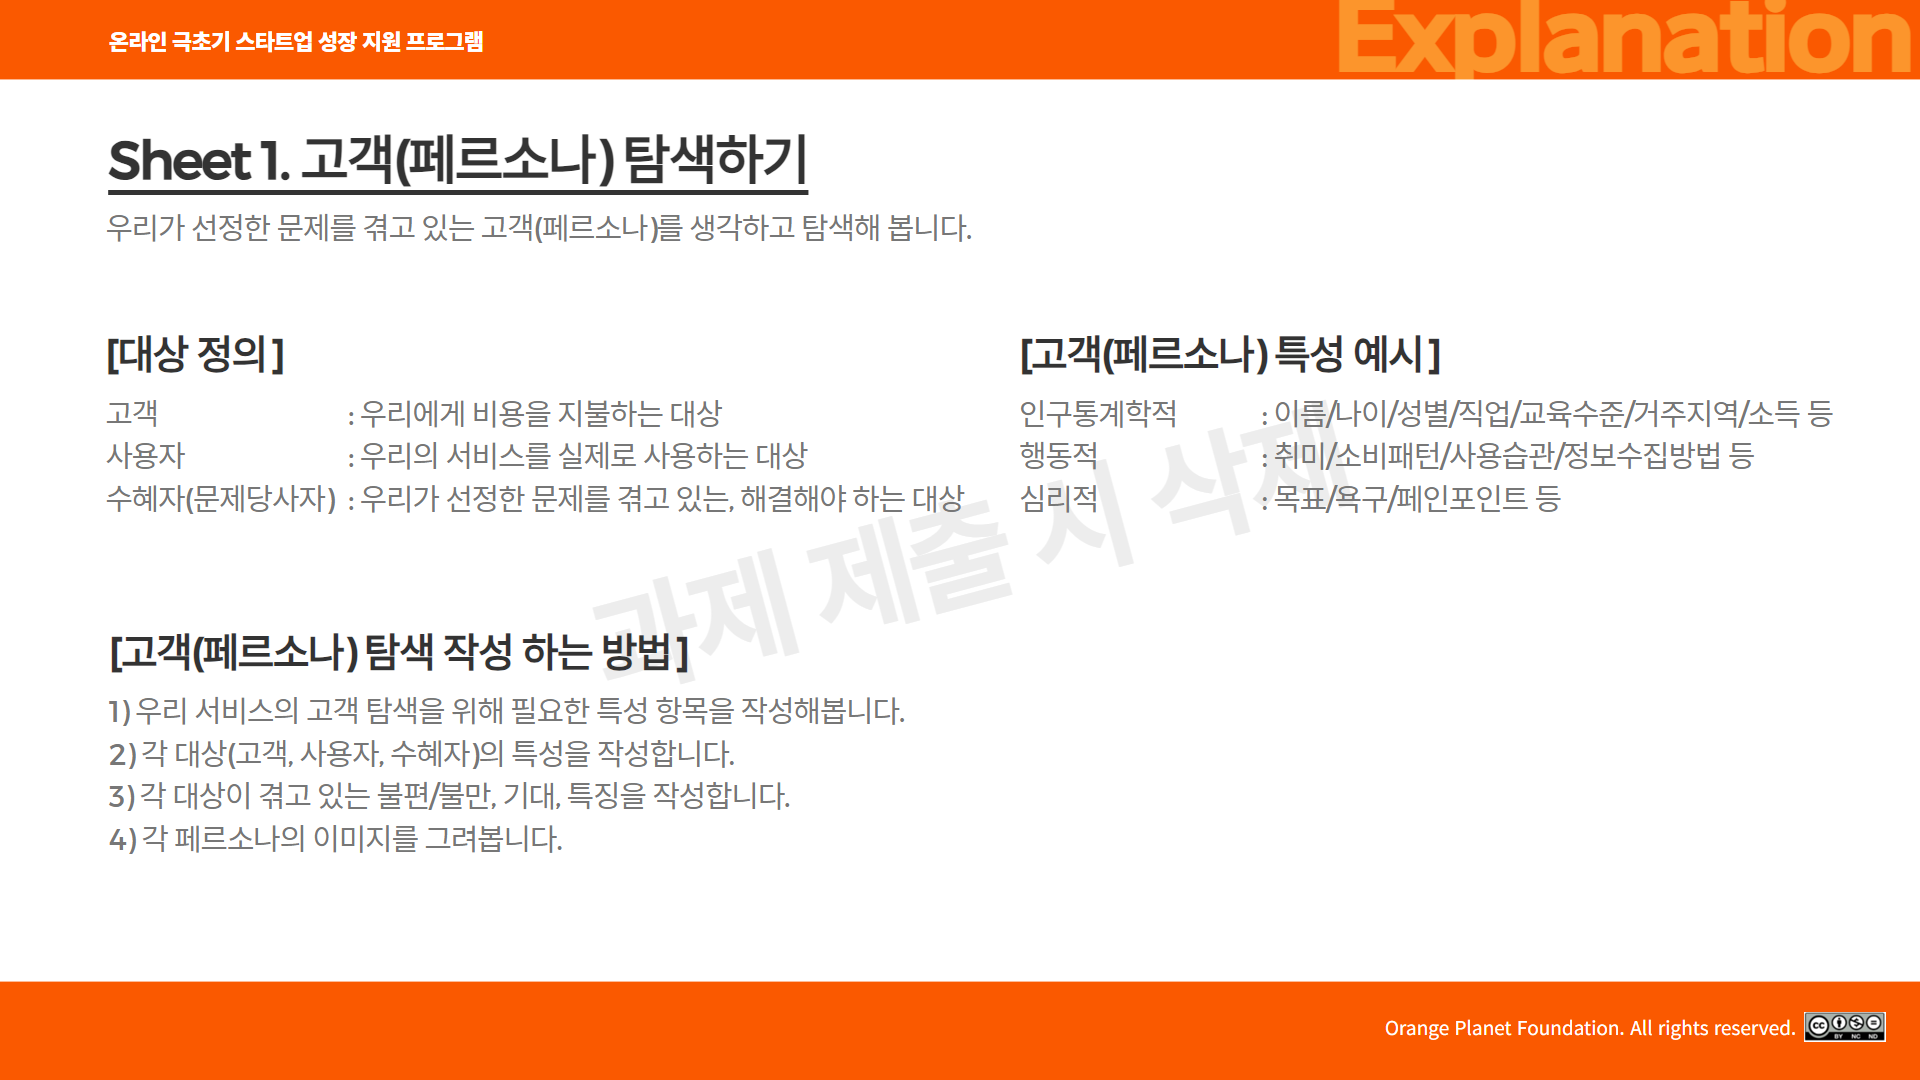 온라인 극초기 스타트업 성장 지원 프로그램
Explanation
Sheet 1. 고객(페르소나) 탐색하기
우리가 선정한 문제를 겪고 있는 고객(페르소나)를 생각하고 탐색해 봅니다.
[대상 정의]
고객 : 우리에게 비용을 지불하는 대상
사용자 : 우리의 서비스를 실제로 사용하는 대상
수혜자(문제당사자) : 우리가 선정한 문제를 겪고 있는, 해결해야 하는 대상
[고객(페르소나) 특성 예시]
인구통계학적 : 이름/나이/성별/직업/교육수준/거주지역/소득 등
행동적 : 취미/소비패턴/사용습관/정보수집방법 등
심리적 : 목표/욕구/페인포인트 등
과제 제출 시 삭제
[고객(페르소나) 탐색 작성 하는 방법]
1) 우리 서비스의 고객 탐색을 위해 필요한 특성 항목을 작성해봅니다.
2) 각 대상(고객, 사용자, 수혜자)의 특성을 작성합니다.
3) 각 대상이 겪고 있는 불편/불만, 기대, 특징을 작성합니다.
4) 각 페르소나의 이미지를 그려봅니다.
Orange Planet Foundation. All rights reserved.
cc BY NC ND